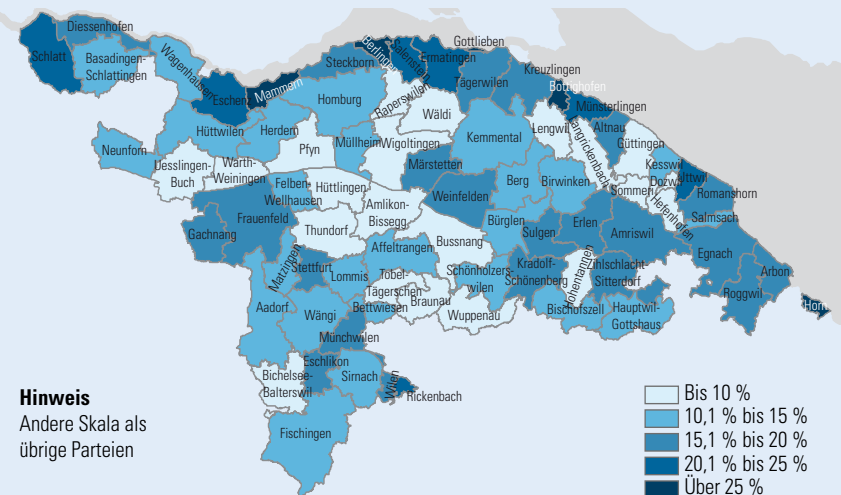 Diessenhofen
Schlatt
Basadingen-
Schlattingen
Wagenhausen
Eschenz
Mammern
Steckborn
Berlingen
Salenstein
Ermatingen
Gottlieben
Tägerwilen
Kreuzlingen
Bottighofen
Münsterlingen
Altnau
Güttingen
Kesswil
Dozwil
Uttwil
Romanshorn
Salmsach
Hefenhofen
Sommeri
Langrickenbach
Lengwil
Kemmental
Wäldi
Raperswilen
Homburg
Herdern
Hüttwilen
Neunforn
Uesslingen-
Buch
Warth-
Weiningen
Pfyn
Müllheim
Wigoltingen
Märstetten
Weinfelden
Berg
Birwinken
Felben-
Wellhausen
Hüttlingen
Amlikon-
Bissegg
Frauenfeld
Gachnang
Thundorf
Bussnang
Bürglen
Sulgen
Erlen
Amriswil
Egnach
Arbon
Roggwil
Horn
Matzingen
Stettfurt
Lommis
Affeltrangen
Tobel-
Tägerschen
Schönholzers-
wilen
Kradolf-
Schönenberg
Hohentannen
Zihlschlacht-
Sitterdorf
Aadorf
Wängi
Bettwiesen
Braunau
Wuppenau
Bischofszell
Hauptwil-
Gottshaus
Münchwilen
Eschlikon
Bichelsee-
Balterswil
Sirnach
Wilen
Rickenbach
Fischingen
Hinweis
Andere Skala als
übrige Parteien
Bis 10 %
10,1 % bis 15 %
15,1 % bis 20 %
20,1 % bis 25 %
Über 25 %